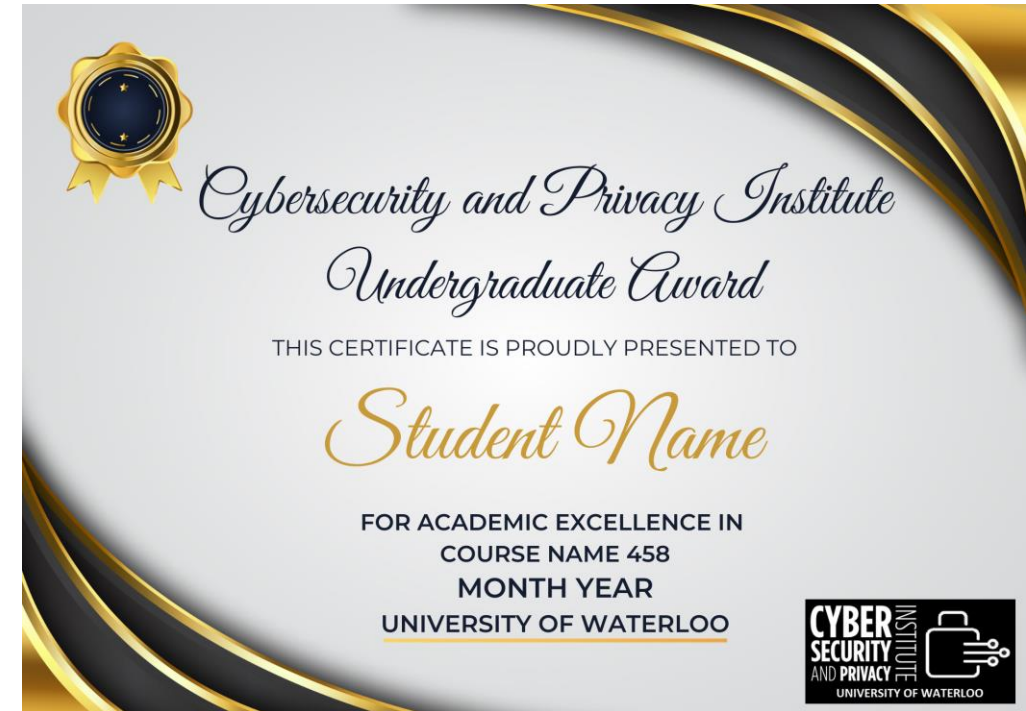 Cybersecurity and Privacy Institute
Undergraduate Award
THIS CERTIFICATE IS PROUDLY PRESENTED TO
Student Name
FOR ACADEMIC EXCELLENCE IN
COURSE NAME 458
MONTH YEAR
UNIVERSITY OF WATERLOO
CYBER
SECURITY
AND PRIVACY
INSTITUTE
UNIVERSITY OF WATERLOO